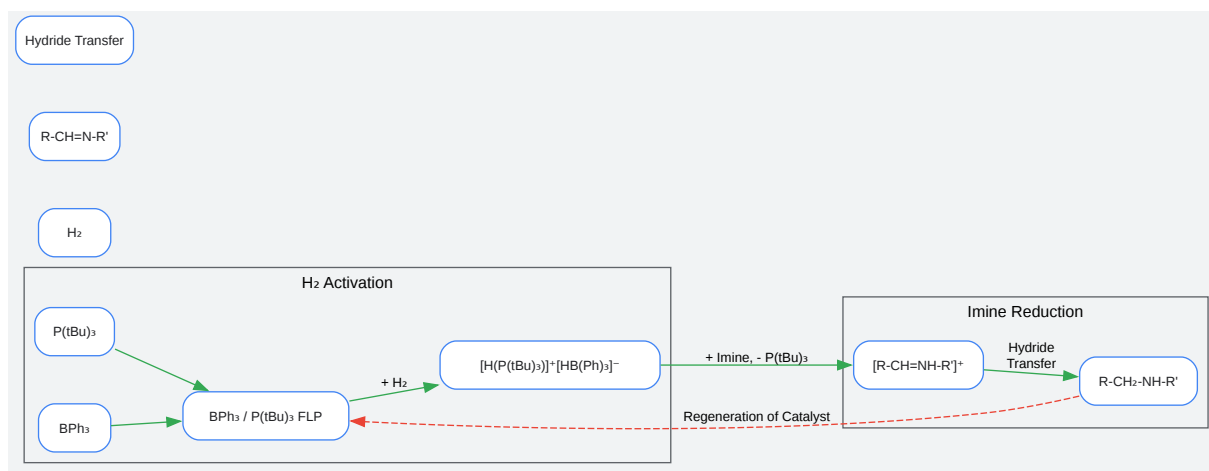 Hydride Transfer
R-CH=N-R'
H₂
H₂ Activation
P(tBu)₃
BPh₃
BPh₃ / P(tBu)₃ FLP
+ H₂
[H(P(tBu)₃)]⁺[HB(Ph)₃]⁻
+ Imine, - P(tBu)₃
Regeneration of Catalyst
Imine Reduction
[R-CH=NH-R']⁺
Hydride
Transfer
R-CH₂-NH-R'